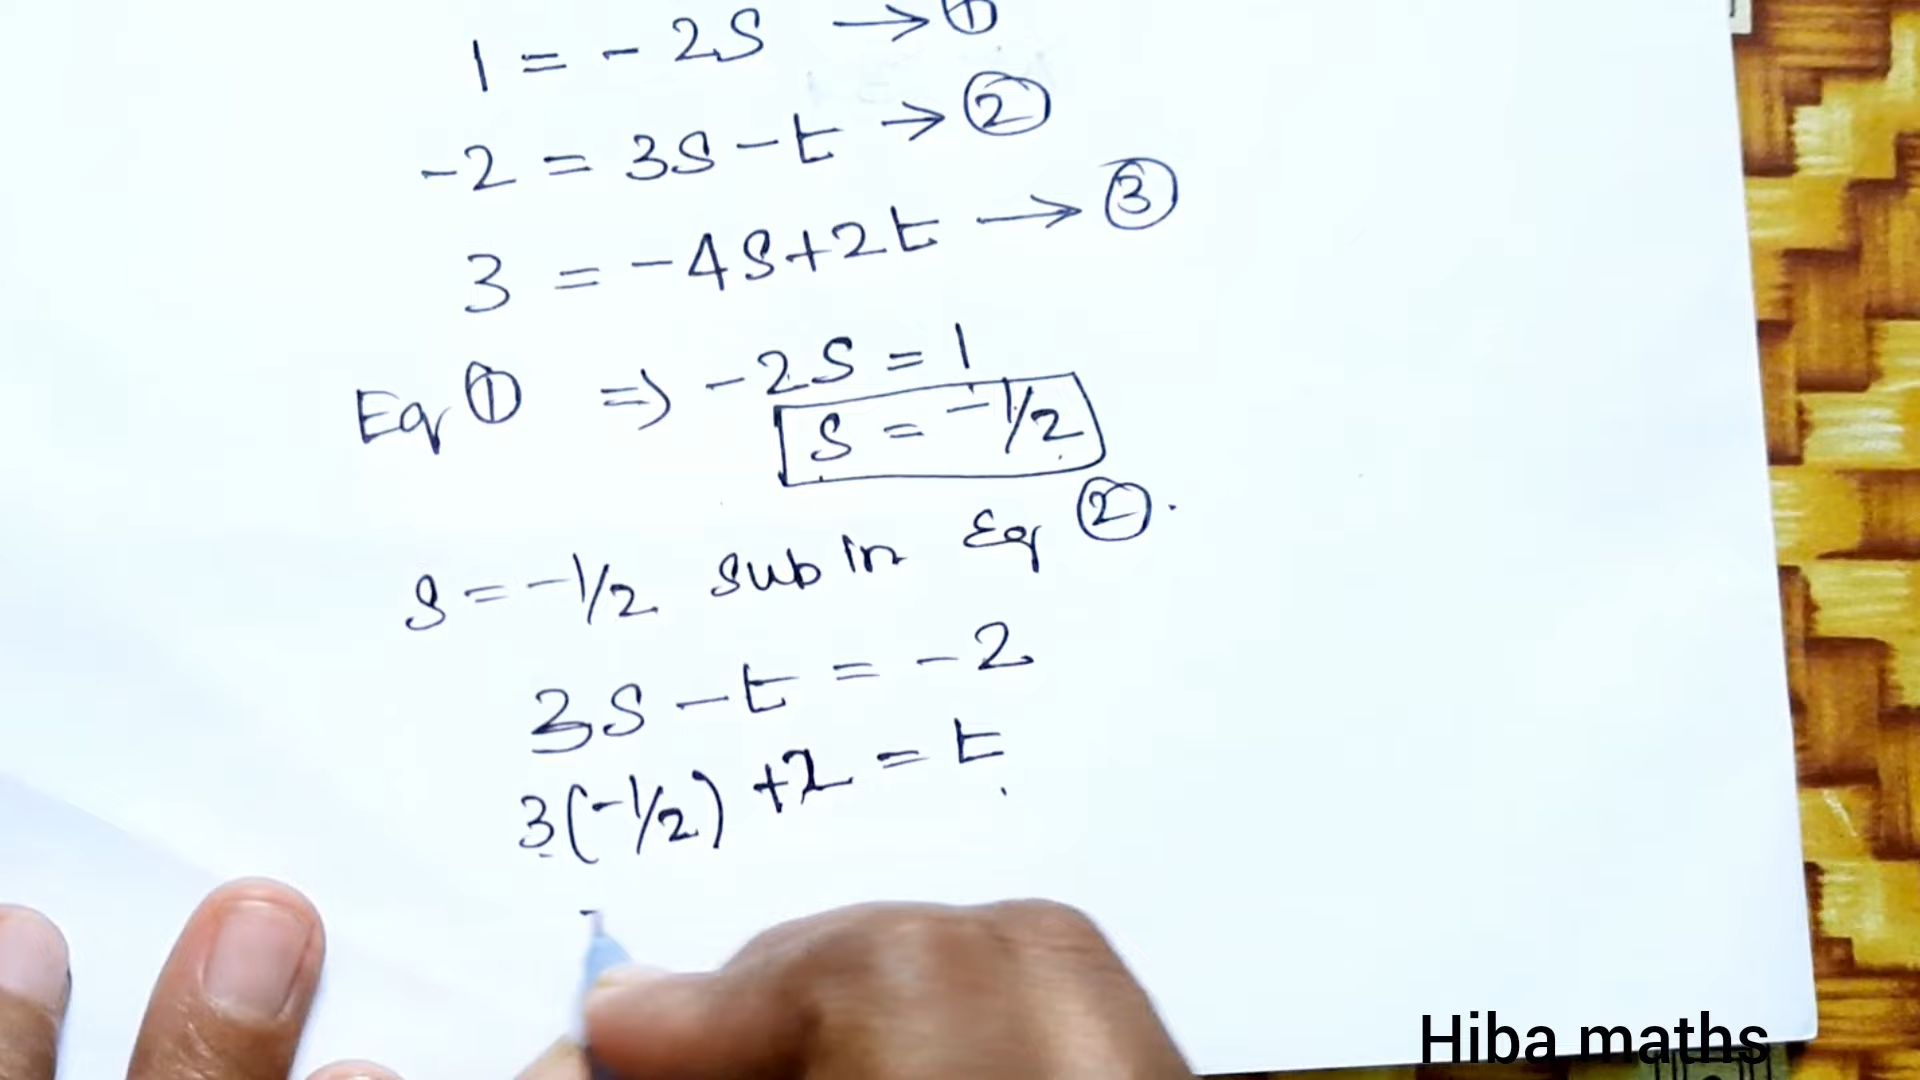 1 = - 2S → ①
-2 = 3S - t → ②
3 = -4S+2t → ③
Eq ① ⇒ -2S = 1
S = -1/2
S = -1/2 sub in Eq ②.
3S - t = -2
3(-1/2) +2 = t
Hiba maths